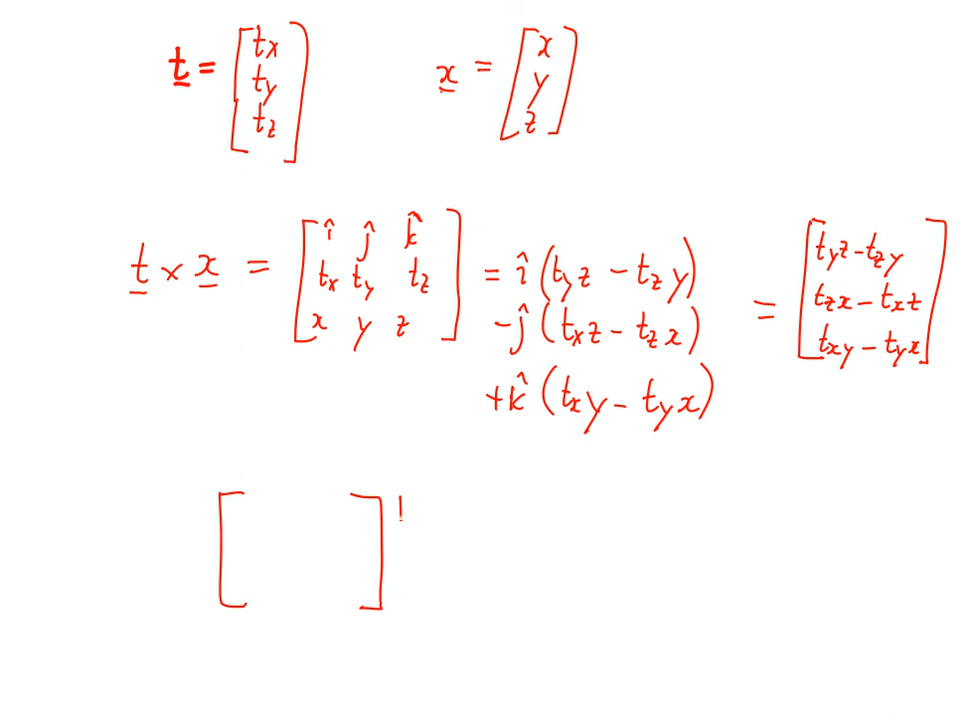 t = [tx ty tz] x = [x y z]
t × x = [î ĵ k̂ tx ty tz x y z] = î (tyz − tzy) = [tyz − tzy tzx − txz txy − tyx]
−ĵ (txz − tzx)
+k̂ (txy − tyx)
[ ]